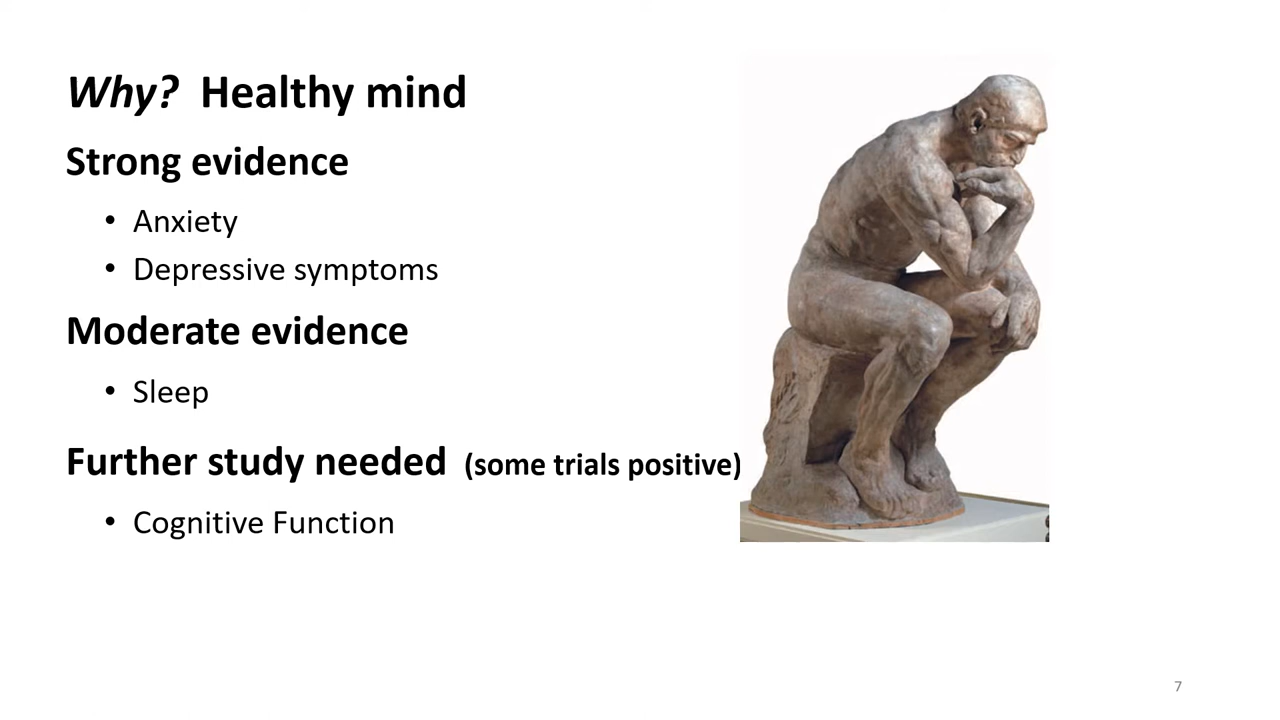 Why? Healthy mind
Strong evidence
• Anxiety
• Depressive symptoms
Moderate evidence
• Sleep
Further study needed (some trials positive)
• Cognitive Function
7